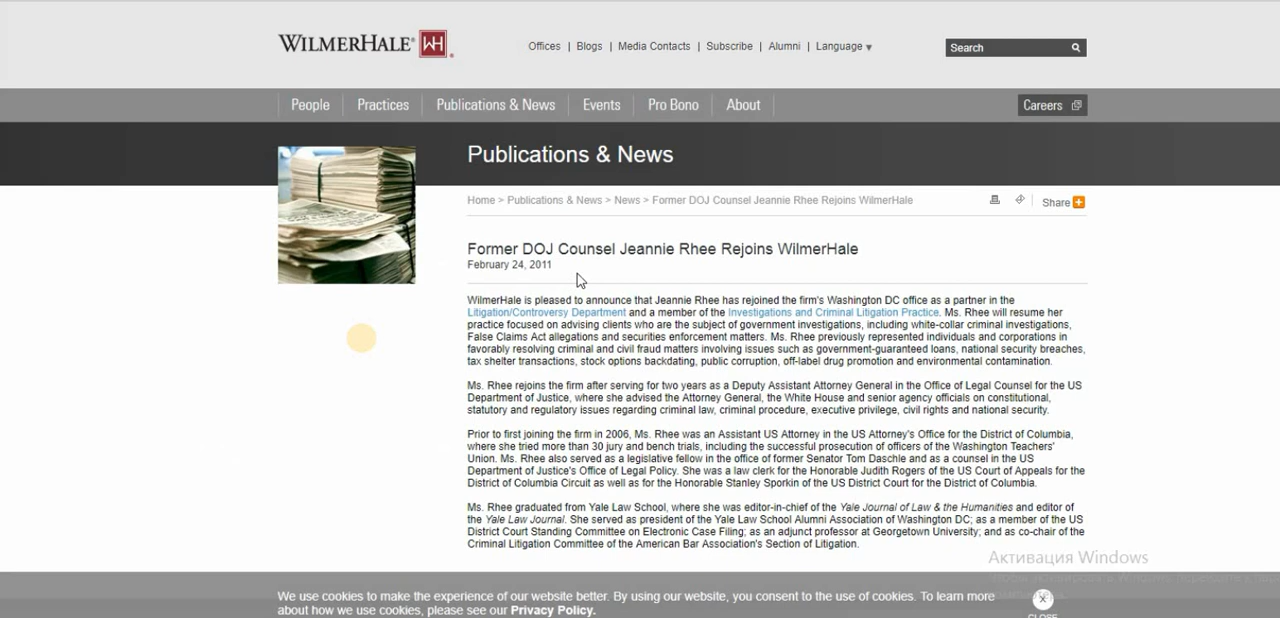 WILMERHALE® WH ®
Offices | Blogs | Media Contacts | Subscribe | Alumni | Language ▼
Search
People Practices Publications & News Events Pro Bono About
Careers
Publications & News
Home > Publications & News > News > Former DOJ Counsel Jeannie Rhee Rejoins WilmerHale
Share
Former DOJ Counsel Jeannie Rhee Rejoins WilmerHale
February 24, 2011
WilmerHale is pleased to announce that Jeannie Rhee has rejoined the firm's Washington DC office as a partner in the
Litigation/Controversy Department and a member of the Investigations and Criminal Litigation Practice. Ms. Rhee will resume her
practice focused on advising clients who are the subject of government investigations, including white-collar criminal investigations,
False Claims Act allegations and securities enforcement matters. Ms. Rhee previously represented individuals and corporations in
favorably resolving criminal and civil fraud matters involving issues such as government-guaranteed loans, national security breaches,
tax shelter transactions, stock options backdating, public corruption, off-label drug promotion and environmental contamination.
Ms. Rhee rejoins the firm after serving for two years as a Deputy Assistant Attorney General in the Office of Legal Counsel for the US
Department of Justice, where she advised the Attorney General, the White House and senior agency officials on constitutional,
statutory and regulatory issues regarding criminal law, criminal procedure, executive privilege, civil rights and national security.
Prior to first joining the firm in 2006, Ms. Rhee was an Assistant US Attorney in the US Attorney's Office for the District of Columbia,
where she tried more than 30 jury and bench trials, including the successful prosecution of officers of the Washington Teachers'
Union. Ms. Rhee also served as a legislative fellow in the office of former Senator Tom Daschle and as a counsel in the US
Department of Justice's Office of Legal Policy. She was a law clerk for the Honorable Judith Rogers of the US Court of Appeals for the
District of Columbia Circuit as well as for the Honorable Stanley Sporkin of the US District Court for the District of Columbia.
Ms. Rhee graduated from Yale Law School, where she was editor-in-chief of the Yale Journal of Law & the Humanities and editor of
the Yale Law Journal. She served as president of the Yale Law School Alumni Association of Washington DC; as a member of the US
District Court Standing Committee on Electronic Case Filing; as an adjunct professor at Georgetown University; and as co-chair of the
Criminal Litigation Committee of the American Bar Association's Section of Litigation.
Активация Windows
We use cookies to make the experience of our website better. By using our website, you consent to the use of cookies. To learn more
about how we use cookies, please see our Privacy Policy.
X
CLOSE